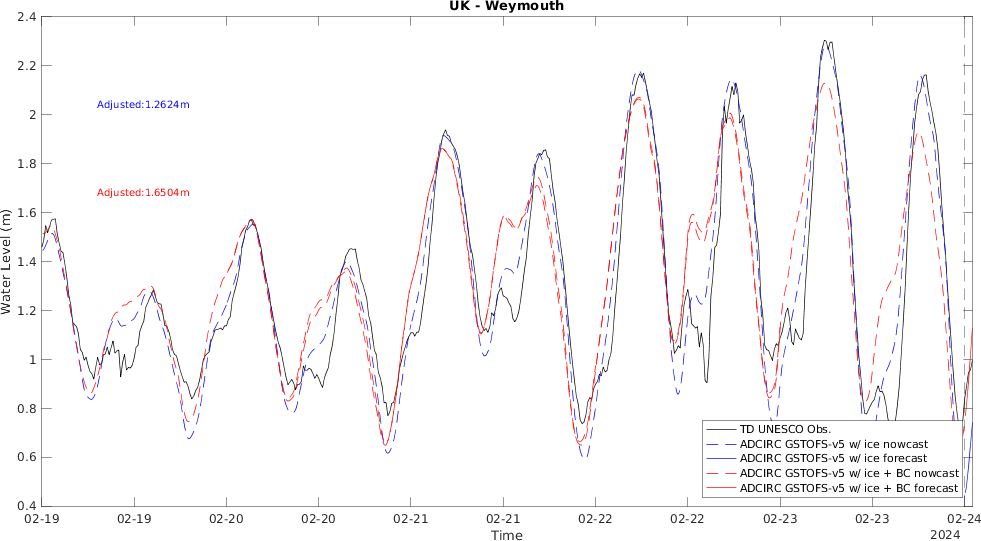 UK - Weymouth
2.4
2.2
2
1.8
1.6
1.4
1.2
1
0.8
0.6
0.4
Water Level (m)
Adjusted:1.2624m
Adjusted:1.6504m
TD UNESCO Obs.
ADCIRC GSTOFS-v5 w/ ice nowcast
ADCIRC GSTOFS-v5 w/ ice forecast
ADCIRC GSTOFS-v5 w/ ice + BC nowcast
ADCIRC GSTOFS-v5 w/ ice + BC forecast
02-19 02-19 02-20 02-20 02-21 02-21 02-22 02-22 02-23 02-23 02-24
Time
2024